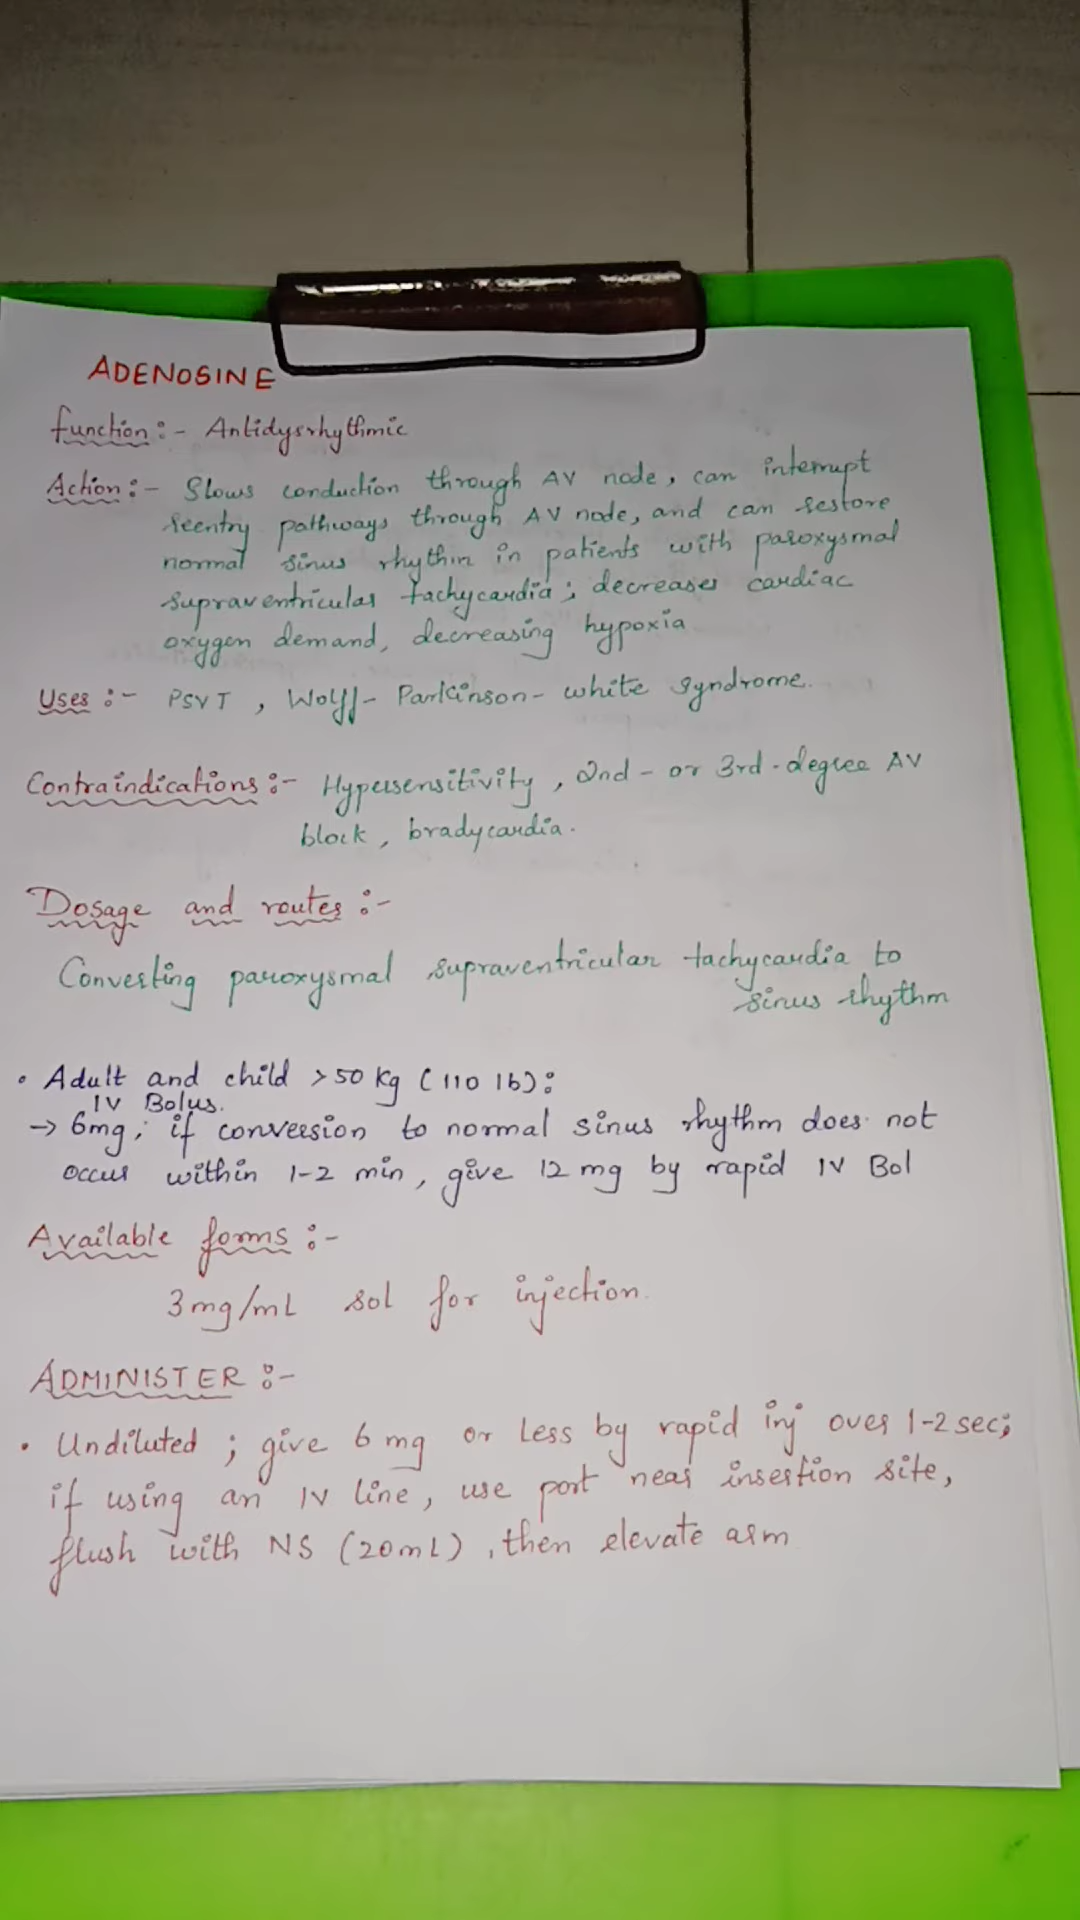 ADENOSINE
function :- Antidysrhythmic
Action :- Slows conduction through AV node, can interrupt
reentry pathways through AV node, and can restore
normal sinus rhythm in patients with paroxysmal
supraventricular tachycardia ; decreases cardiac
oxygen demand, decreasing hypoxia
Uses :- PSVT , Wolff - Parkinson - white syndrome.
Contraindications :- Hypersensitivity , 2nd - or 3rd - degree AV
block , bradycardia.
Dosage and routes :-
Converting paroxysmal supraventricular tachycardia to
sinus rhythm
• Adult and child > 50 kg ( 110 lb) :
IV Bolus.
→ 6mg ; if conversion to normal sinus rhythm does not
occur within 1-2 min , give 12 mg by rapid IV Bol
Available forms :-
3 mg/mL sol for injection.
ADMINISTER :-
• Undiluted ; give 6 mg or less by rapid inj over 1-2 sec;
if using an IV line , use port near insertion site,
flush with NS (20mL) , then elevate arm